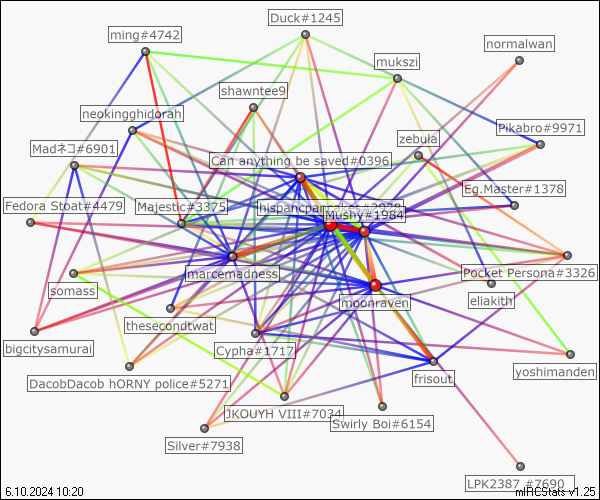 Duck#1245
ming#4742
normalwan
mukszi
shawntee9
neokingghidorah
Pikabro#9971
zebula
Madネコ#6901
Can anything be saved#0396
Eg.Master#1378
Fedora Stoat#4479
Majestic#3375
Mushy#1984
marcemadness
Pocket Persona#3326
somass
moonraven
eliakith
thesecondtwat
bigcitysamurai
Cypha#1717
yoshimanden
frisout
DacobDacob hORNY police#5271
JKOUYH VIII#7034
Swirly Boi#6154
Silver#7938
LPK2387 #7690
6.10.2024 10:20
mIRCStats v1.25